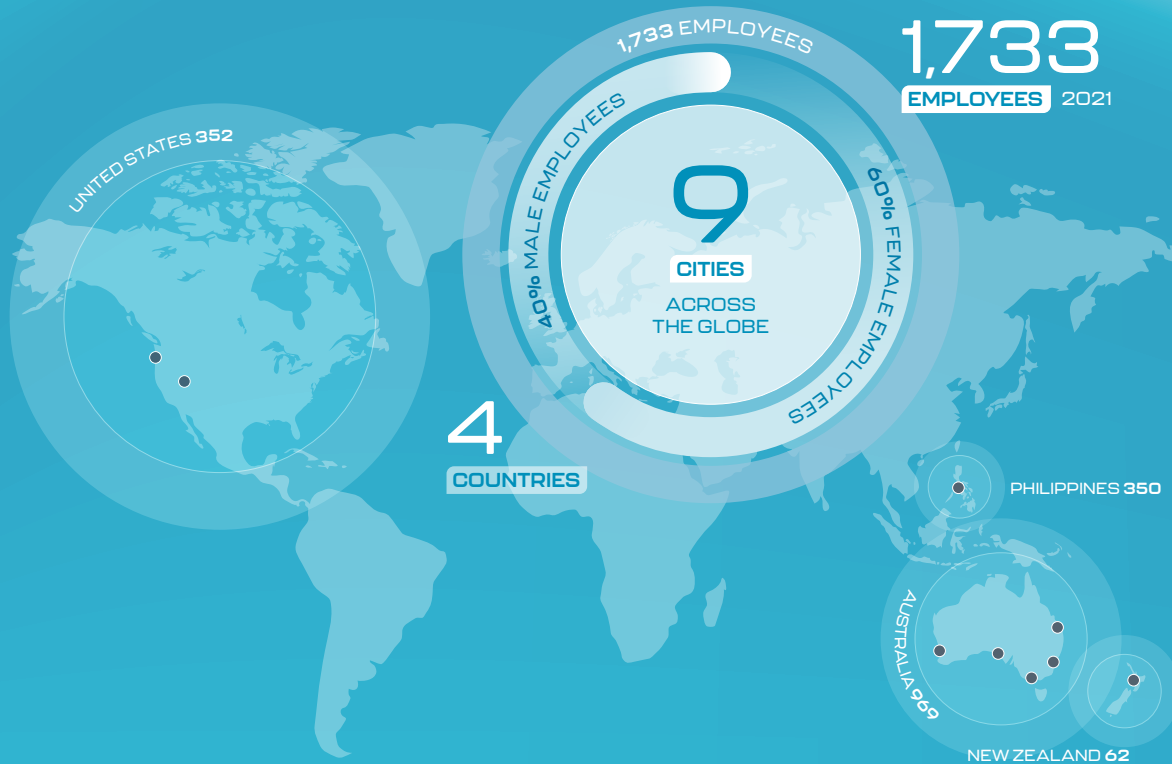 1,733 EMPLOYEES
1,733
EMPLOYEES 2021
UNITED STATES 352
40% MALE EMPLOYEES
60% FEMALE EMPLOYEES
9
CITIES
ACROSS
THE GLOBE
4
COUNTRIES
PHILIPPINES 350
AUSTRALIA 969
NEW ZEALAND 62